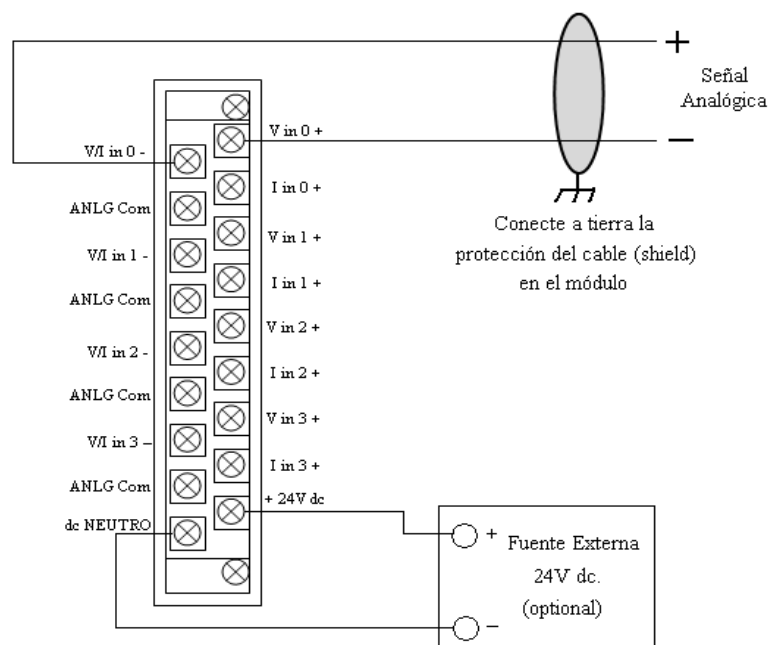 +
Señal
Analógica
−
V in 0 +
V/I in 0 -
I in 0 +
ANLG Com
V in 1 +
V/I in 1 -
I in 1 +
ANLG Com
V in 2 +
V/I in 2 -
I in 2 +
ANLG Com
V in 3 +
V/I in 3 –
I in 3 +
ANLG Com
+ 24V dc
dc NEUTRO
Conecte a tierra la
protección del cable (shield)
en el módulo
+
Fuente Externa
24V dc.
(optional)
−